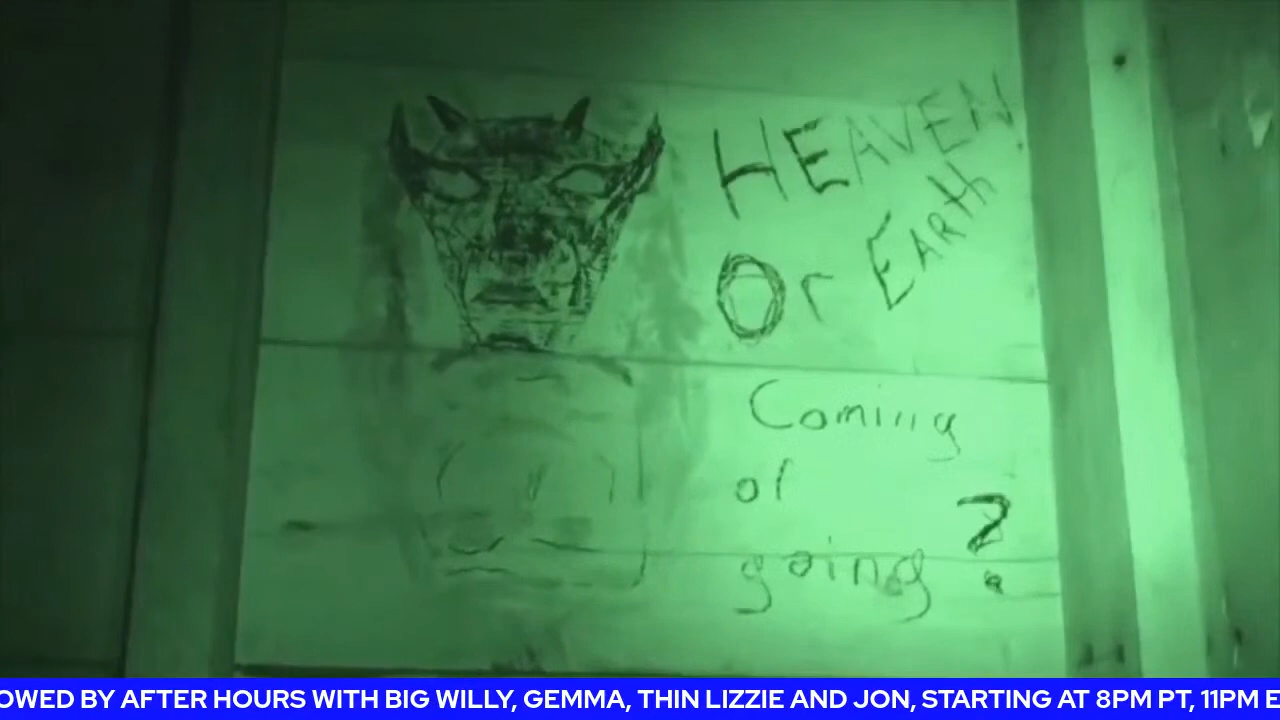 HEAVEN
Or EArth
Coming
or
going ?
OWED BY AFTER HOURS WITH BIG WILLY, GEMMA, THIN LIZZIE AND JON, STARTING AT 8PM PT, 11PM E